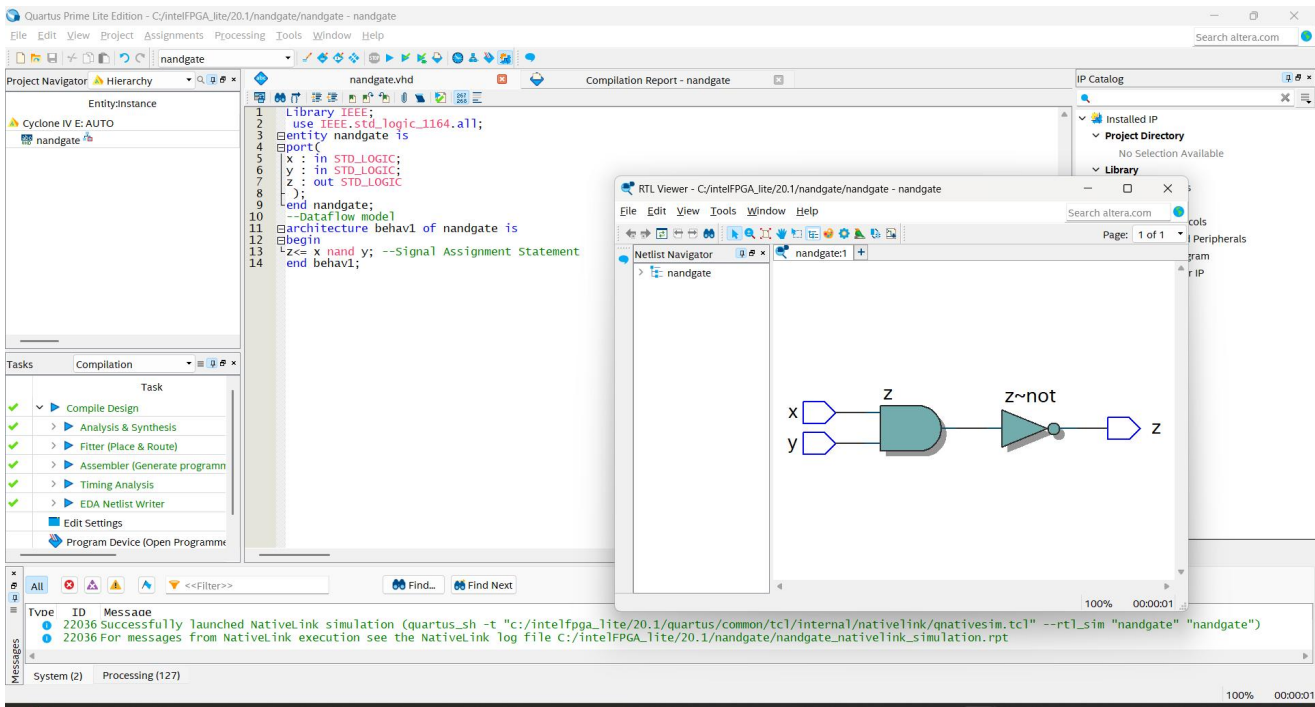 Quartus Prime Lite Edition - C:/intelFPGA_lite/20.1/nandgate/nandgate - nandgate
File Edit View Project Assignments Processing Tools Window Help
Search altera.com
nandgate
Project Navigator Hierarchy
nandgate.vhd
Compilation Report - nandgate
IP Catalog
Entity:Instance
Cyclone IV E: AUTO
nandgate
267
268
1 Library IEEE;
2 use IEEE.std_logic_1164.all;
3 entity nandgate is
4 port(
5 x : in STD_LOGIC;
6 y : in STD_LOGIC;
7 z : out STD_LOGIC
8 );
9 end nandgate;
10 --Dataflow model
11 architecture behav1 of nandgate is
12 begin
13 z<= x nand y; --Signal Assignment Statement
14 end behav1;
Installed IP
Project Directory
No Selection Available
Library
s
cols
l Peripherals
gram
r IP
RTL Viewer - C:/intelFPGA_lite/20.1/nandgate/nandgate - nandgate
File Edit View Tools Window Help
Search altera.com
Page: 1 of 1
Netlist Navigator
nandgate:1
nandgate
z
z~not
x
y
z
100% 00:00:01
Tasks Compilation
Task
Compile Design
Analysis & Synthesis
Fitter (Place & Route)
Assembler (Generate programn
Timing Analysis
EDA Netlist Writer
Edit Settings
Program Device (Open Programme
All
<<Filter>>
Find...
Find Next
Type ID Message
22036 Successfully launched NativeLink simulation (quartus_sh -t "c:/intelfpga_lite/20.1/quartus/common/tcl/internal/nativelink/qnativesim.tcl" --rtl_sim "nandgate" "nandgate")
22036 For messages from NativeLink execution see the NativeLink log file C:/intelFPGA_lite/20.1/nandgate/nandgate_nativelink_simulation.rpt
Messages
System (2) Processing (127)
100% 00:00:01